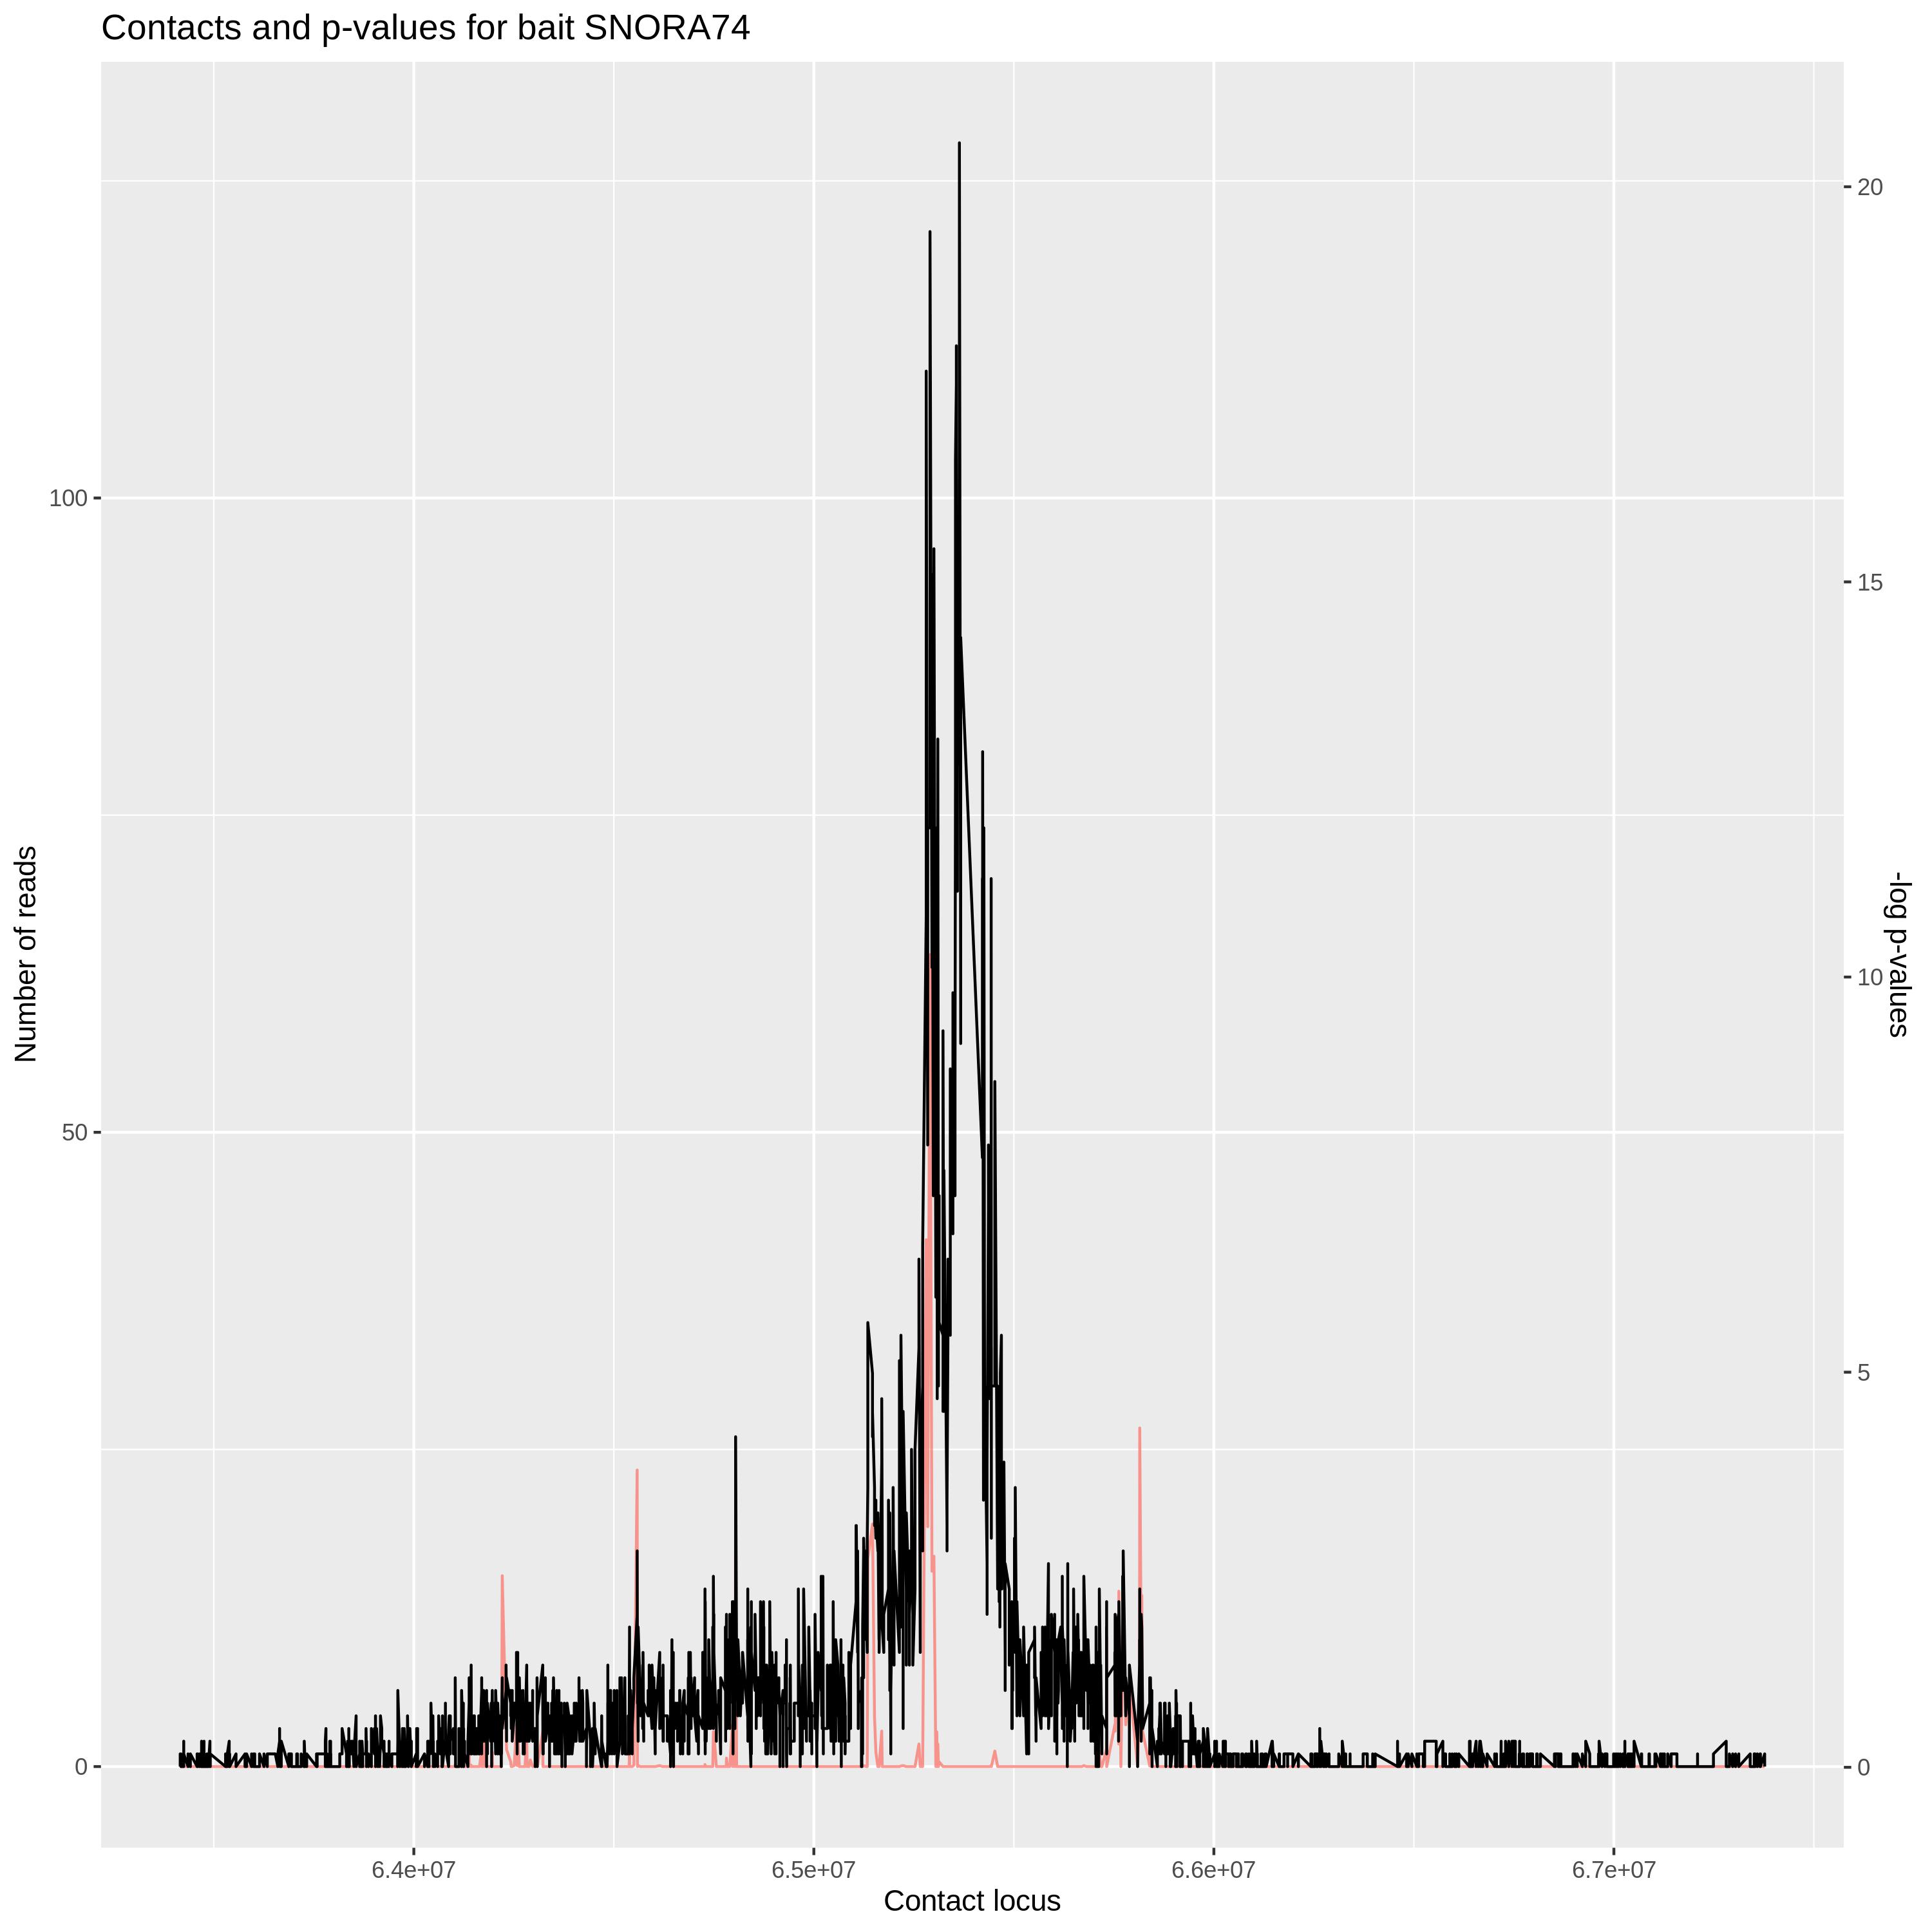 Contacts and p-values for bait SNORA74
Number of reads
100
50
0
20
15
10
5
0
-log p-values
6.4e+07
6.5e+07
6.6e+07
6.7e+07
Contact locus